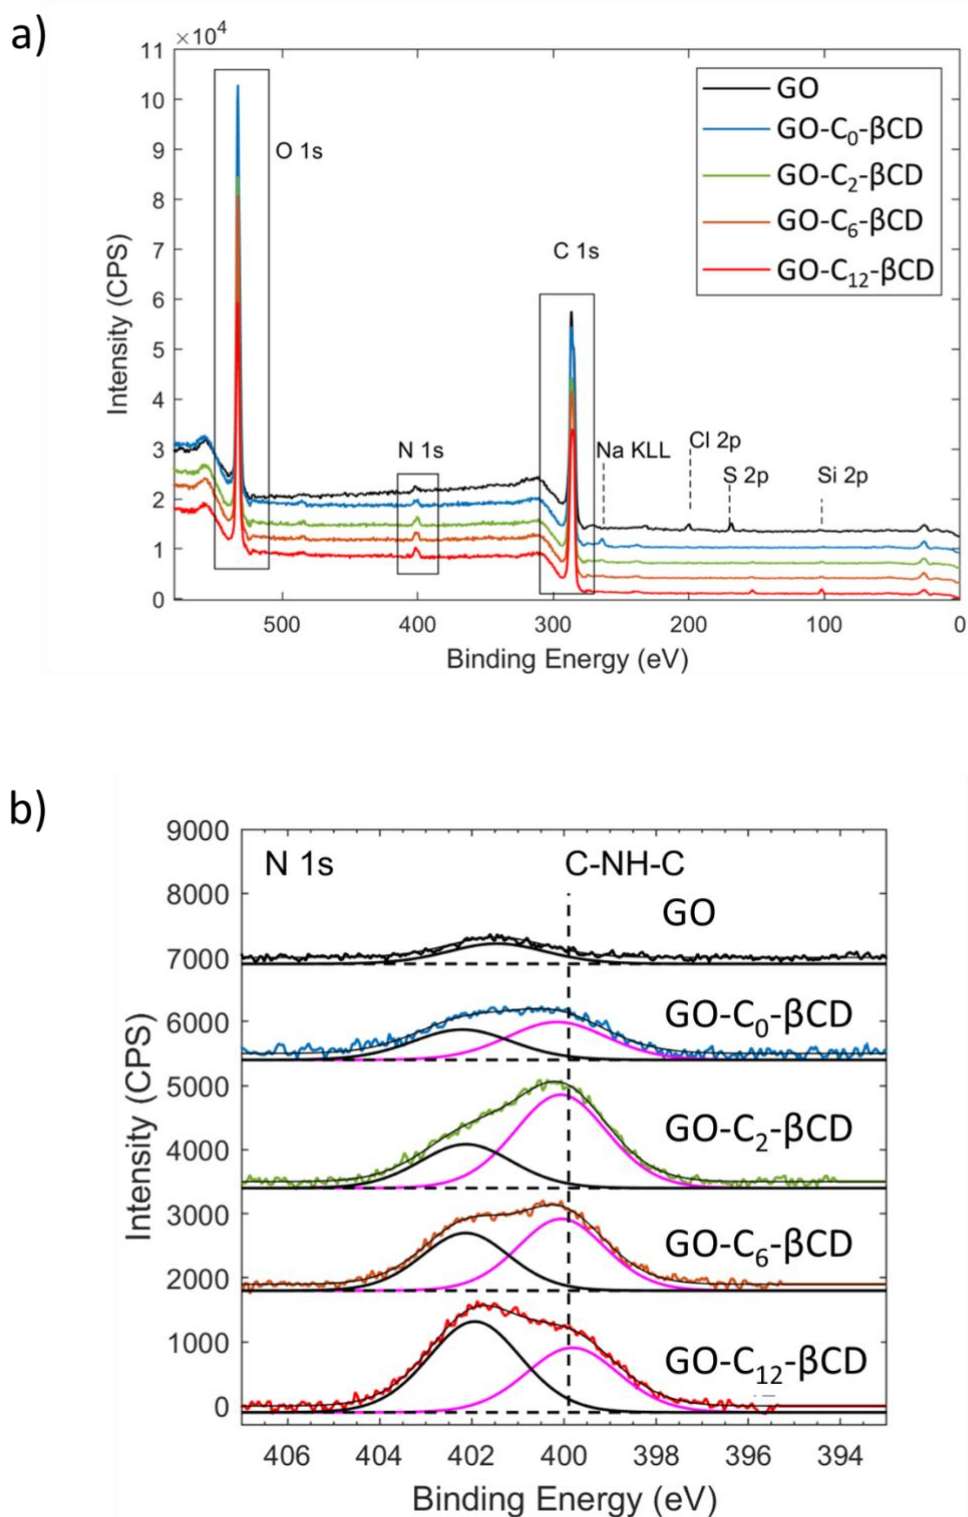 a)
×10⁴
11
10
9
8
7
6
5
4
3
2
1
0
Intensity (CPS)
O 1s
N 1s
C 1s
Na KLL
Cl 2p
S 2p
Si 2p
GO
GO-C₀-βCD
GO-C₂-βCD
GO-C₆-βCD
GO-C₁₂-βCD
500 400 300 200 100 0
Binding Energy (eV)
b)
9000
8000
7000
6000
5000
4000
3000
2000
1000
0
Intensity (CPS)
N 1s C-NH-C
GO
GO-C₀-βCD
GO-C₂-βCD
GO-C₆-βCD
GO-C₁₂-βCD
406 404 402 400 398 396 394
Binding Energy (eV)